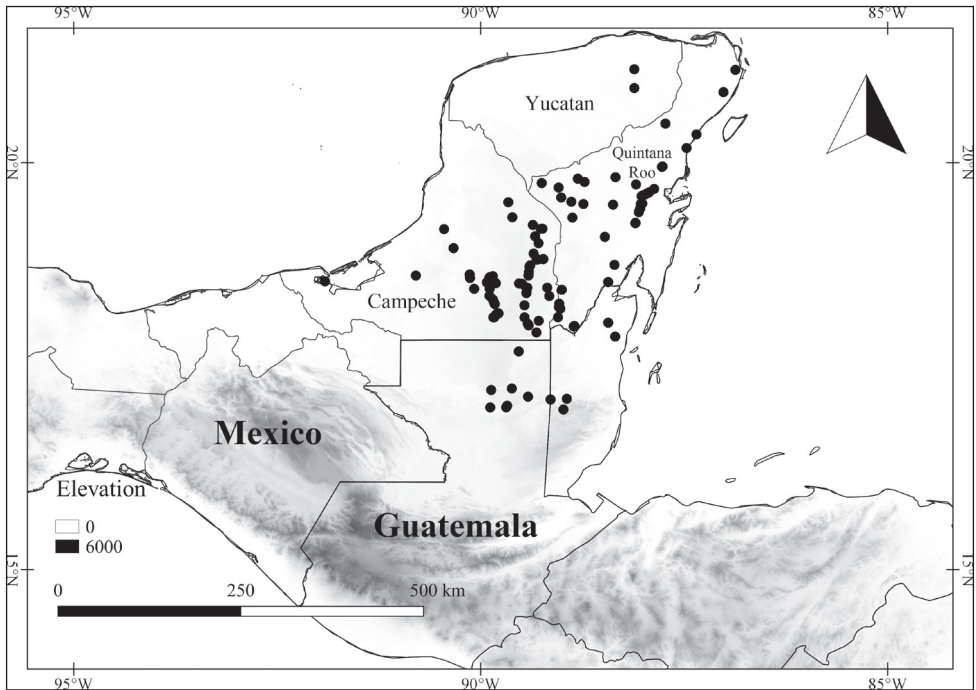 95°W 90°W 85°W
Yucatan
20°N 20°N
Quintana
Roo
Campeche
Mexico
Elevation
Guatemala
0
6000
15°N 15°N
0 250 500 km
95°W 90°W 85°W